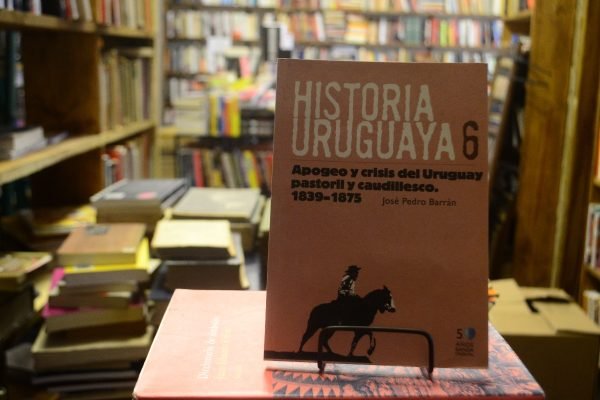 HISTORIA
URUGUAYA 6
Apogeo y crisis del Uruguay
pastoril y caudillesco.
1839-1875
José Pedro Barrán